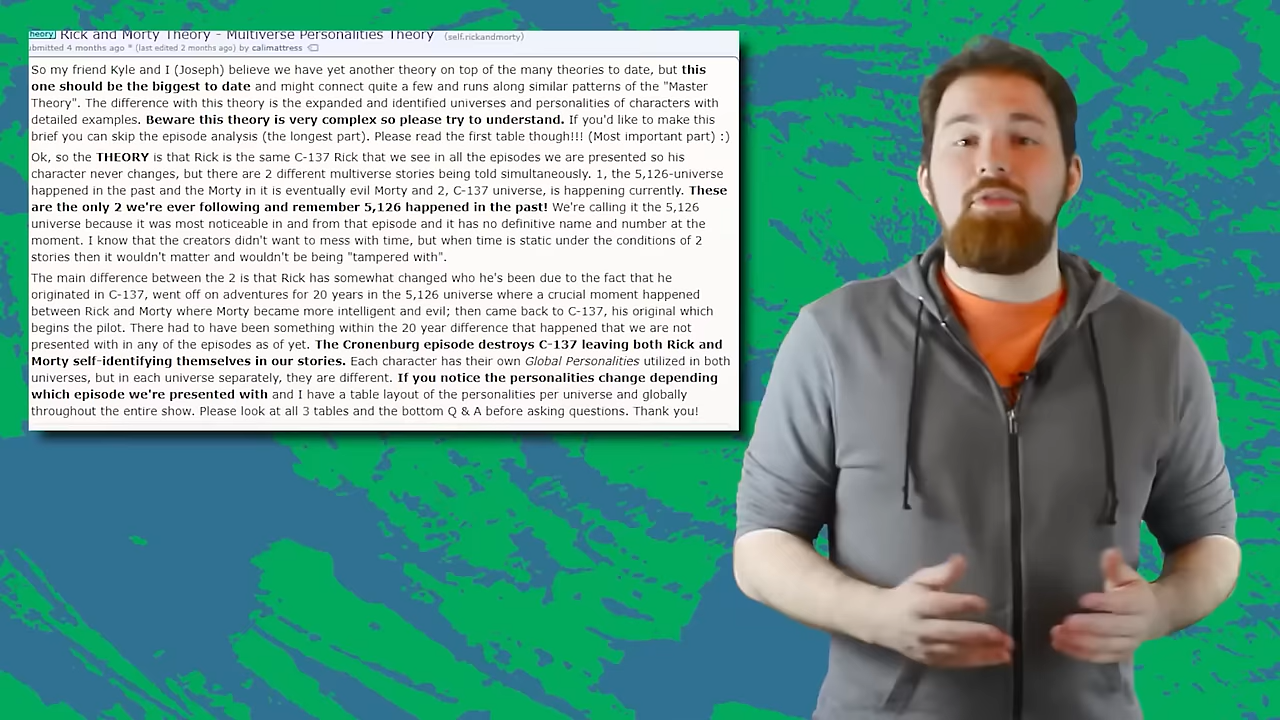 heory Rick and Morty Theory - Multiverse Personalities Theory (self.rickandmorty)
ubmitted 4 months ago * (last edited 2 months ago) by calimattress
So my friend Kyle and I (Joseph) believe we have yet another theory on top of the many theories to date, but this
one should be the biggest to date and might connect quite a few and runs along similar patterns of the "Master
Theory". The difference with this theory is the expanded and identified universes and personalities of characters with
detailed examples. Beware this theory is very complex so please try to understand. If you'd like to make this
brief you can skip the episode analysis (the longest part). Please read the first table though!!! (Most important part) :)
Ok, so the THEORY is that Rick is the same C-137 Rick that we see in all the episodes we are presented so his
character never changes, but there are 2 different multiverse stories being told simultaneously. 1, the 5,126-universe
happened in the past and the Morty in it is eventually evil Morty and 2, C-137 universe, is happening currently. These
are the only 2 we're ever following and remember 5,126 happened in the past! We're calling it the 5,126
universe because it was most noticeable in and from that episode and it has no definitive name and number at the
moment. I know that the creators didn't want to mess with time, but when time is static under the conditions of 2
stories then it wouldn't matter and wouldn't be being "tampered with".
The main difference between the 2 is that Rick has somewhat changed who he's been due to the fact that he
originated in C-137, went off on adventures for 20 years in the 5,126 universe where a crucial moment happened
between Rick and Morty where Morty became more intelligent and evil; then came back to C-137, his original which
begins the pilot. There had to have been something within the 20 year difference that happened that we are not
presented with in any of the episodes as of yet. The Cronenburg episode destroys C-137 leaving both Rick and
Morty self-identifying themselves in our stories. Each character has their own Global Personalities utilized in both
universes, but in each universe separately, they are different. If you notice the personalities change depending
which episode we're presented with and I have a table layout of the personalities per universe and globally
throughout the entire show. Please look at all 3 tables and the bottom Q & A before asking questions. Thank you!